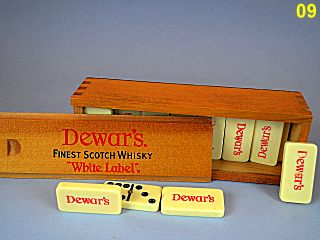 09
Dewar's.
FINEST SCOTCH WHISKY
"White Label".
Dewar's
Dewar's
Dewar's
Dewar's
Dewar's